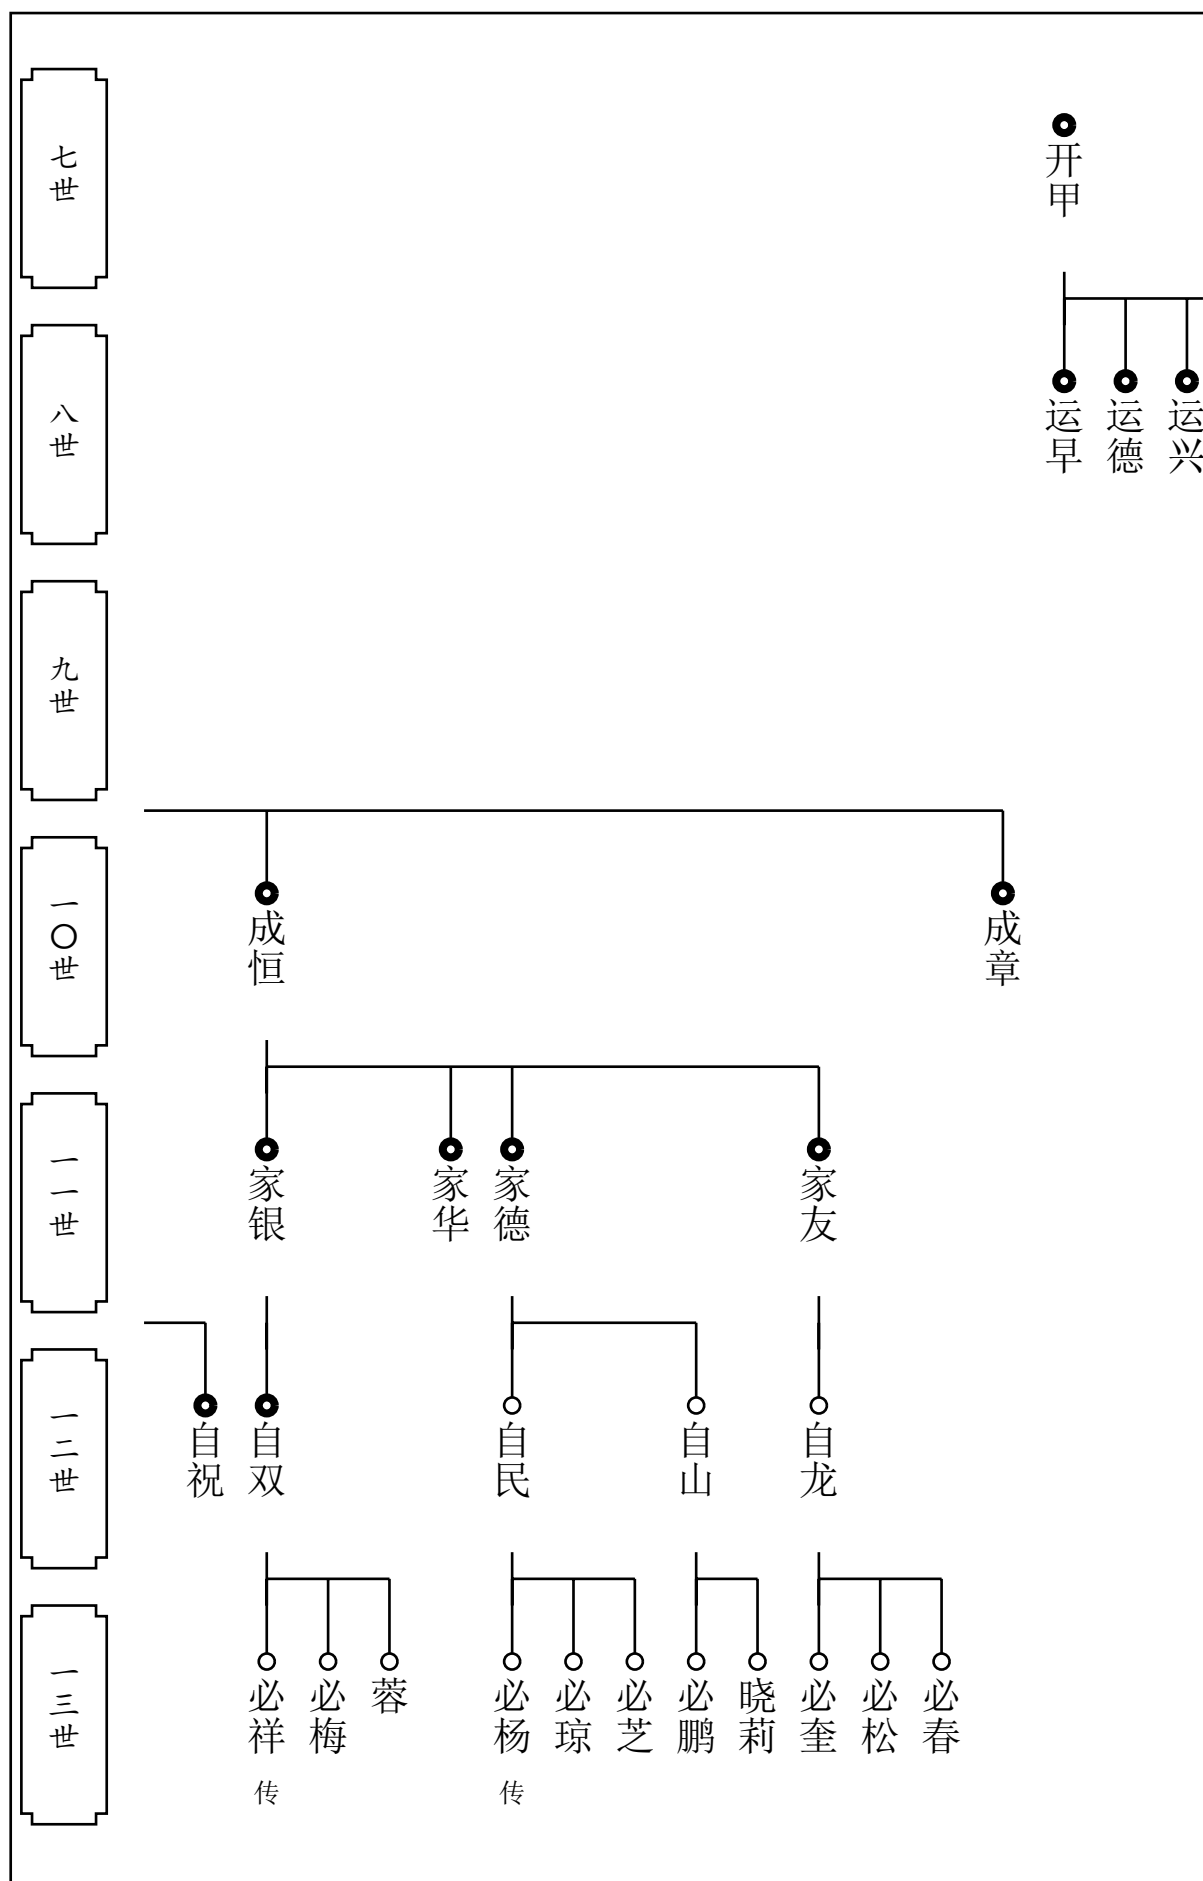 七世
开甲
八世
运早
运德
运兴
九世
一〇世
成恒
成章
一一世
家银
家华
家德
家友
一二世
自祝
自双
自民
自山
自龙
一三世
必祥
传
必梅
蓉
必杨
传
必琼
必芝
必鹏
晓莉
必奎
必松
必春